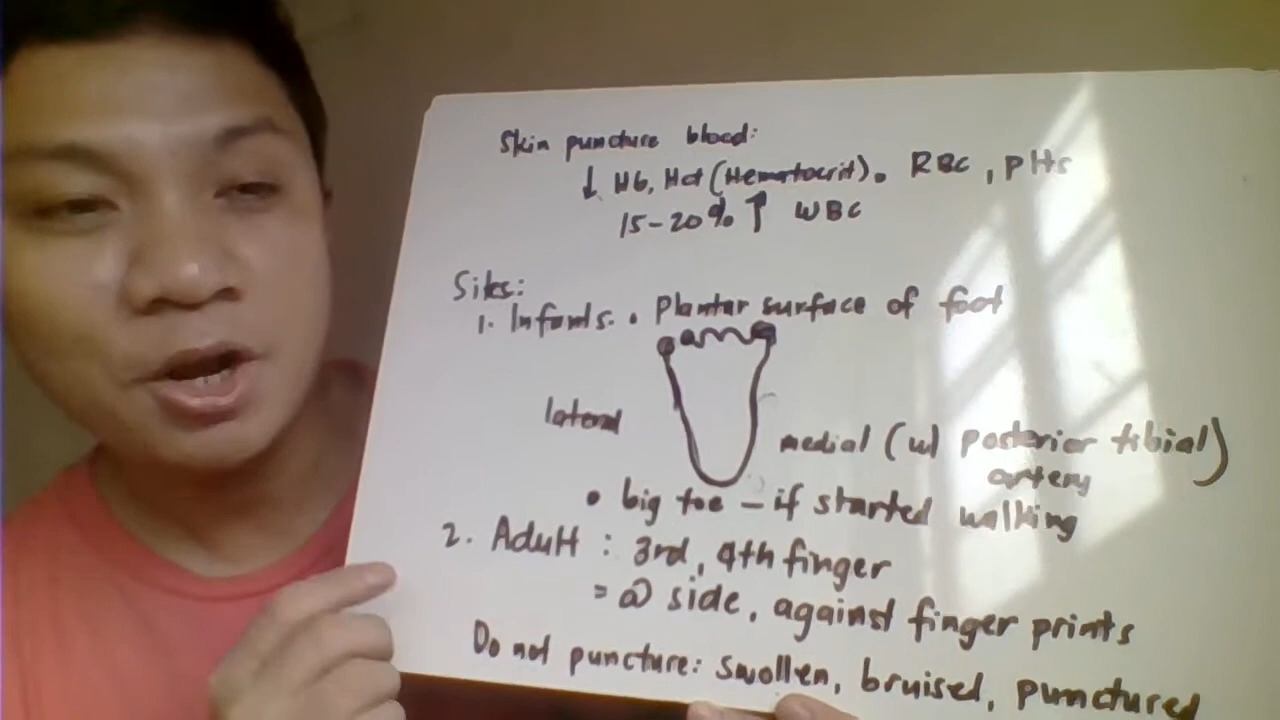 Skin puncture blood:
↓ Hb, Hct (Hematocrit). RBC, Plts
15-20% ↑ WBC
Sites:
1. Infants. • Plantar surface of foot
lateral
medial (w/ posterior tibial)
artery
• big toe – if started walking
2. Adult : 3rd, 4th finger
= @ side, against finger prints
Do not puncture: swollen, bruised, punctured